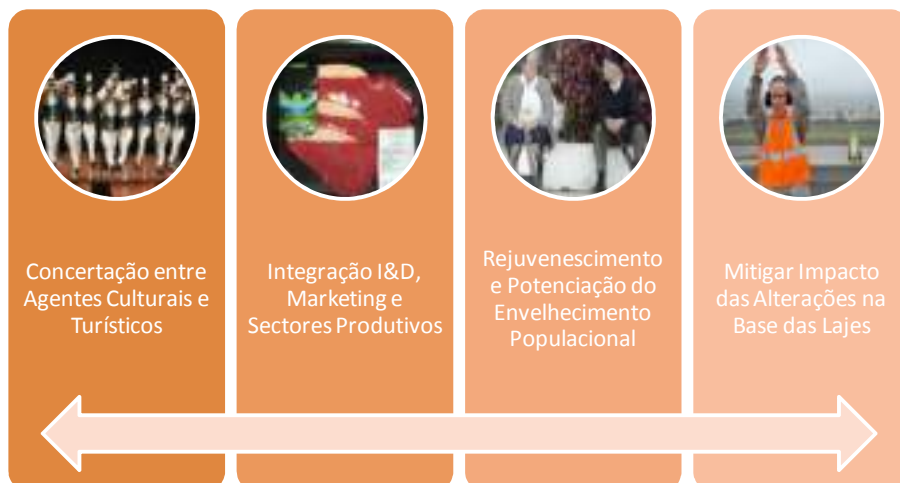 Concertação entre
Agentes Culturais e
Turísticos
Integração I&D,
Marketing e
Sectores Produtivos
Rejuvenescimento
e Potenciação do
Envelhecimento
Populacional
Mitigar Impacto
das Alterações na
Base das Lajes